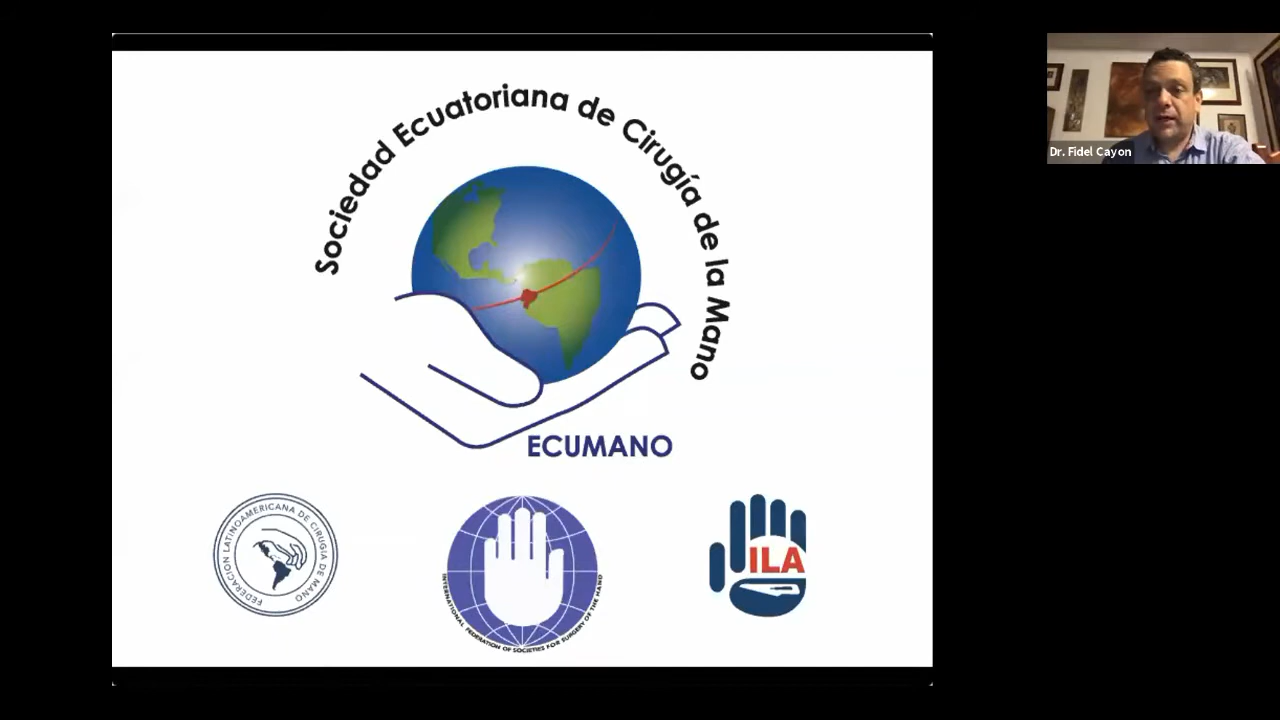 Sociedad Ecuatoriana de Cirugía de la Mano
Dr. Fidel Cayon
ECUMANO
FEDERACION LATINOAMERICANA DE CIRUGIA DE MANO
INTERNATIONAL FEDERATION OF SOCIETIES FOR SURGERY OF THE HAND
ILA